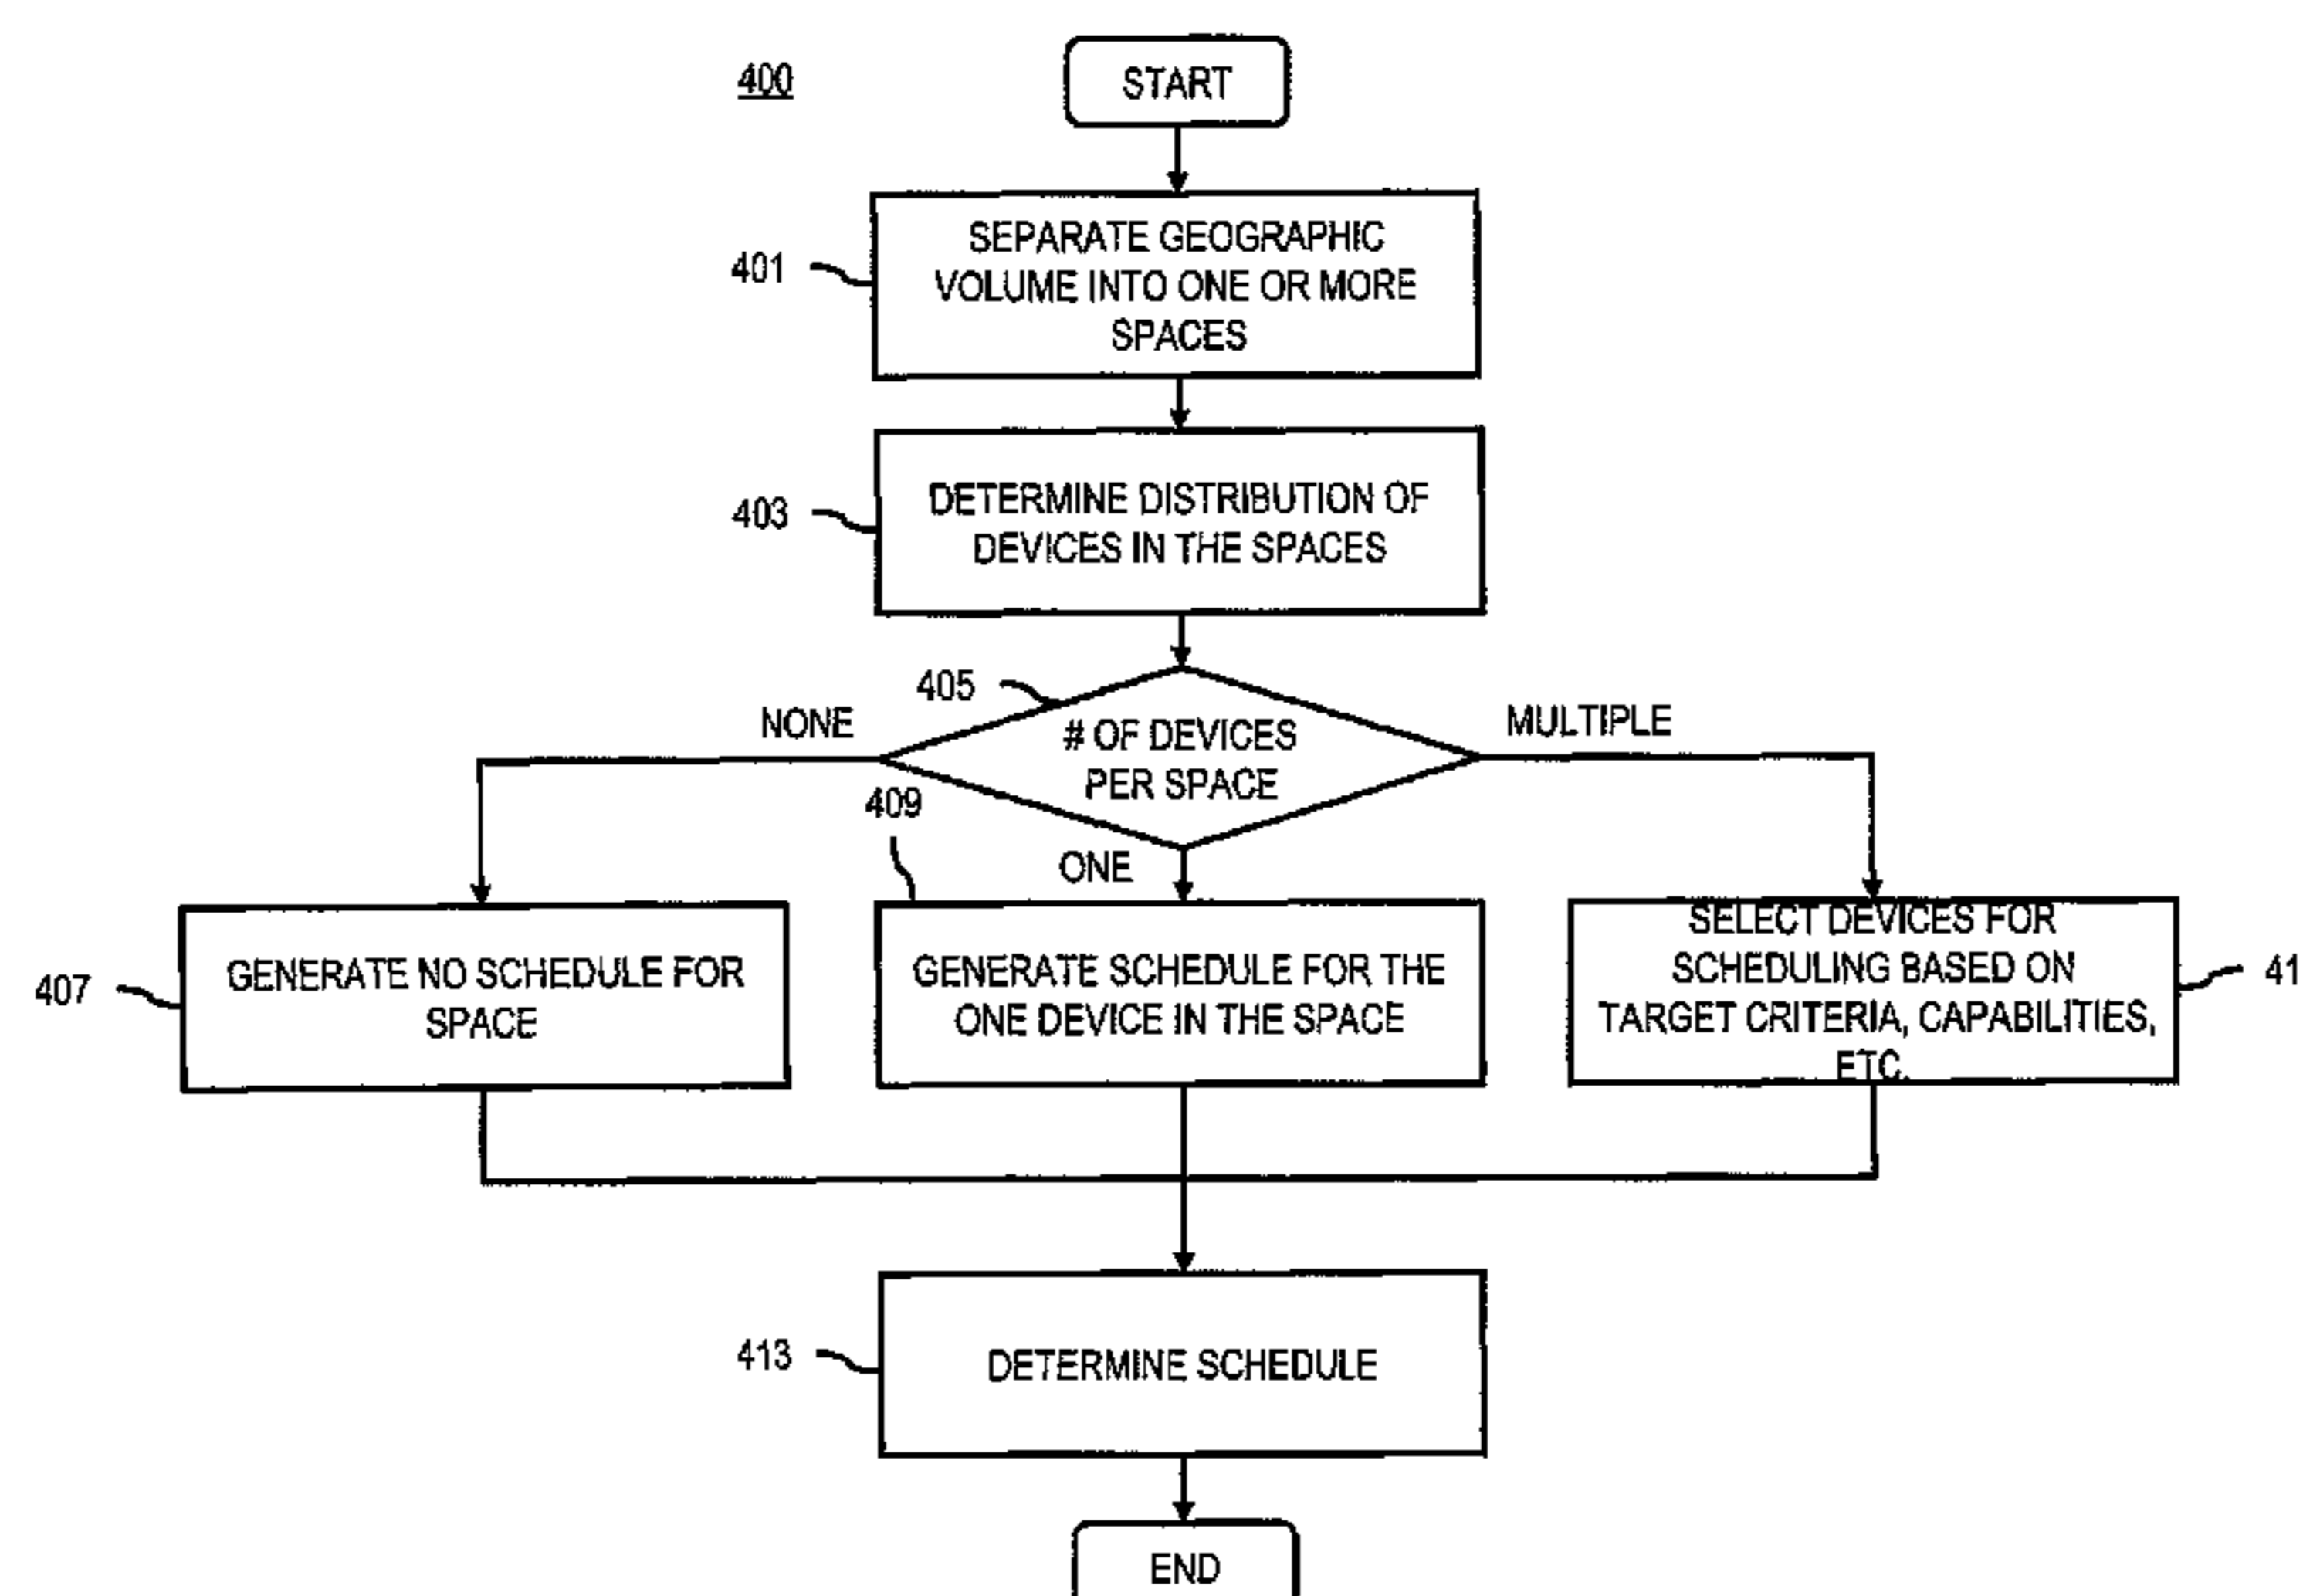 400
START
401
SEPARATE GEOGRAPHIC
VOLUME INTO ONE OR MORE
SPACES
403
DETERMINE DISTRIBUTION OF
DEVICES IN THE SPACES
405
# OF DEVICES
PER SPACE
NONE
MULTIPLE
409
ONE
407
GENERATE NO SCHEDULE FOR
SPACE
GENERATE SCHEDULE FOR THE
ONE DEVICE IN THE SPACE
SELECT DEVICES FOR
SCHEDULING BASED ON
TARGET CRITERIA, CAPABILITIES,
ETC.
41
413
DETERMINE SCHEDULE
END